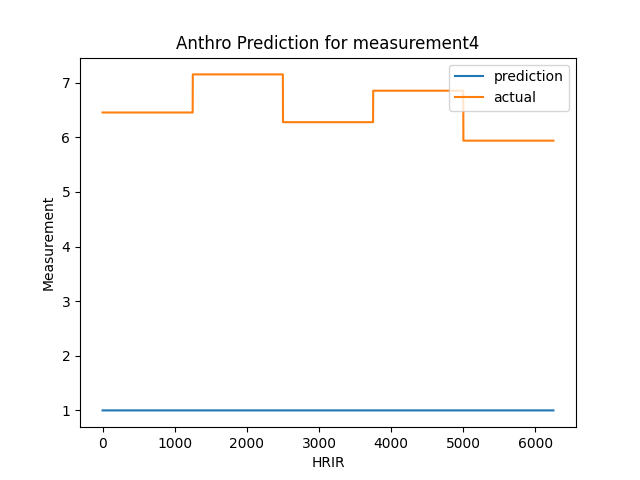 Anthro Prediction for measurement4
prediction
actual
7
6
5
4
3
2
1
Measurement
0
1000
2000
3000
4000
5000
6000
HRIR